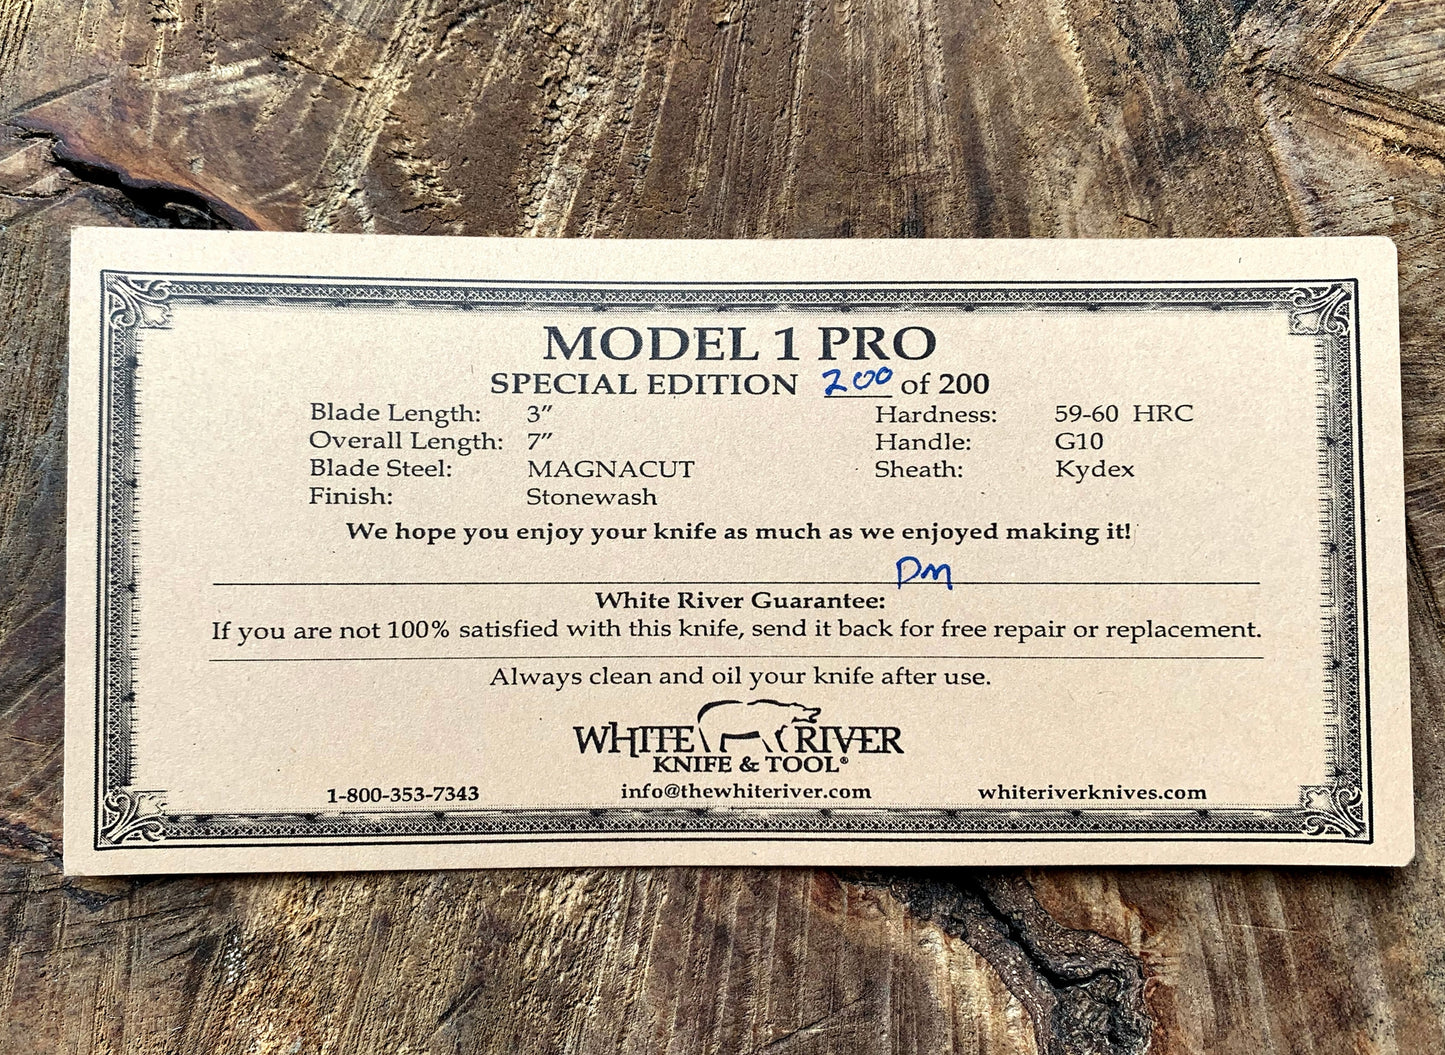 MODEL 1 PRO
SPECIAL EDITION 200 of 200
Blade Length: 3″ Hardness: 59-60 HRC
Overall Length: 7″ Handle: G10
Blade Steel: MAGNACUT Sheath: Kydex
Finish: Stonewash
We hope you enjoy your knife as much as we enjoyed making it!
DM
White River Guarantee:
If you are not 100% satisfied with this knife, send it back for free repair or replacement.
Always clean and oil your knife after use.
WHITE RIVER
KNIFE & TOOL®
1-800-353-7343 info@thewhiteriver.com whiteriverknives.com